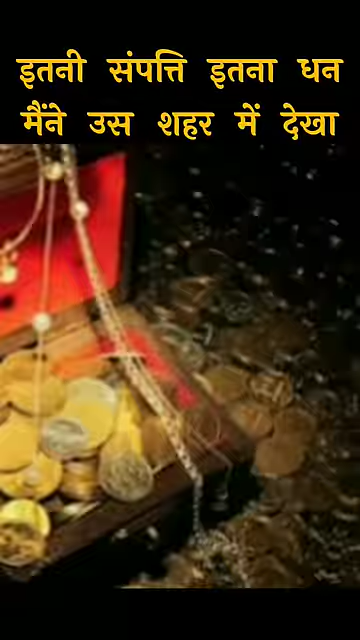 इतनी संपत्ति इतना धन
मैंने उस शहर में देखा